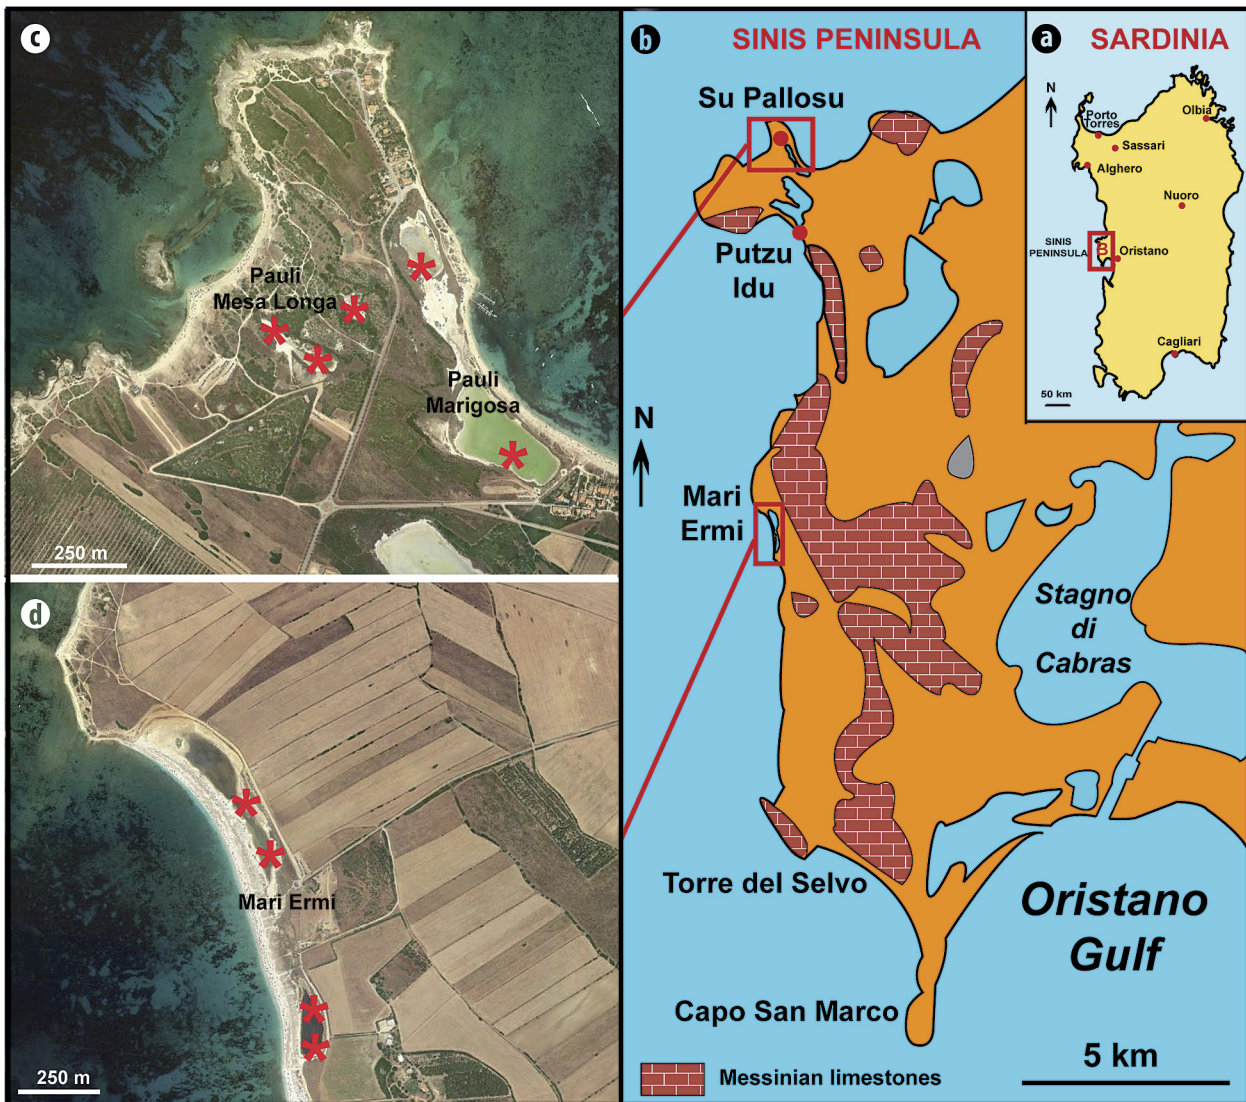 c
Pauli
Mesa Longa
Pauli
Marigosa
250 m
d
Mari Ermi
250 m
b
SINIS PENINSULA
Su Pallosu
Putzu
Idu
N
Mari
Ermi
Stagno
di
Cabras
Torre del Selvo
Oristano
Gulf
Capo San Marco
5 km
Messinian limestones
a
SARDINIA
N
Porto
Torres
Olbia
Sassari
Alghero
Nuoro
SINIS
PENINSULA
B
Oristano
Cagliari
50 km